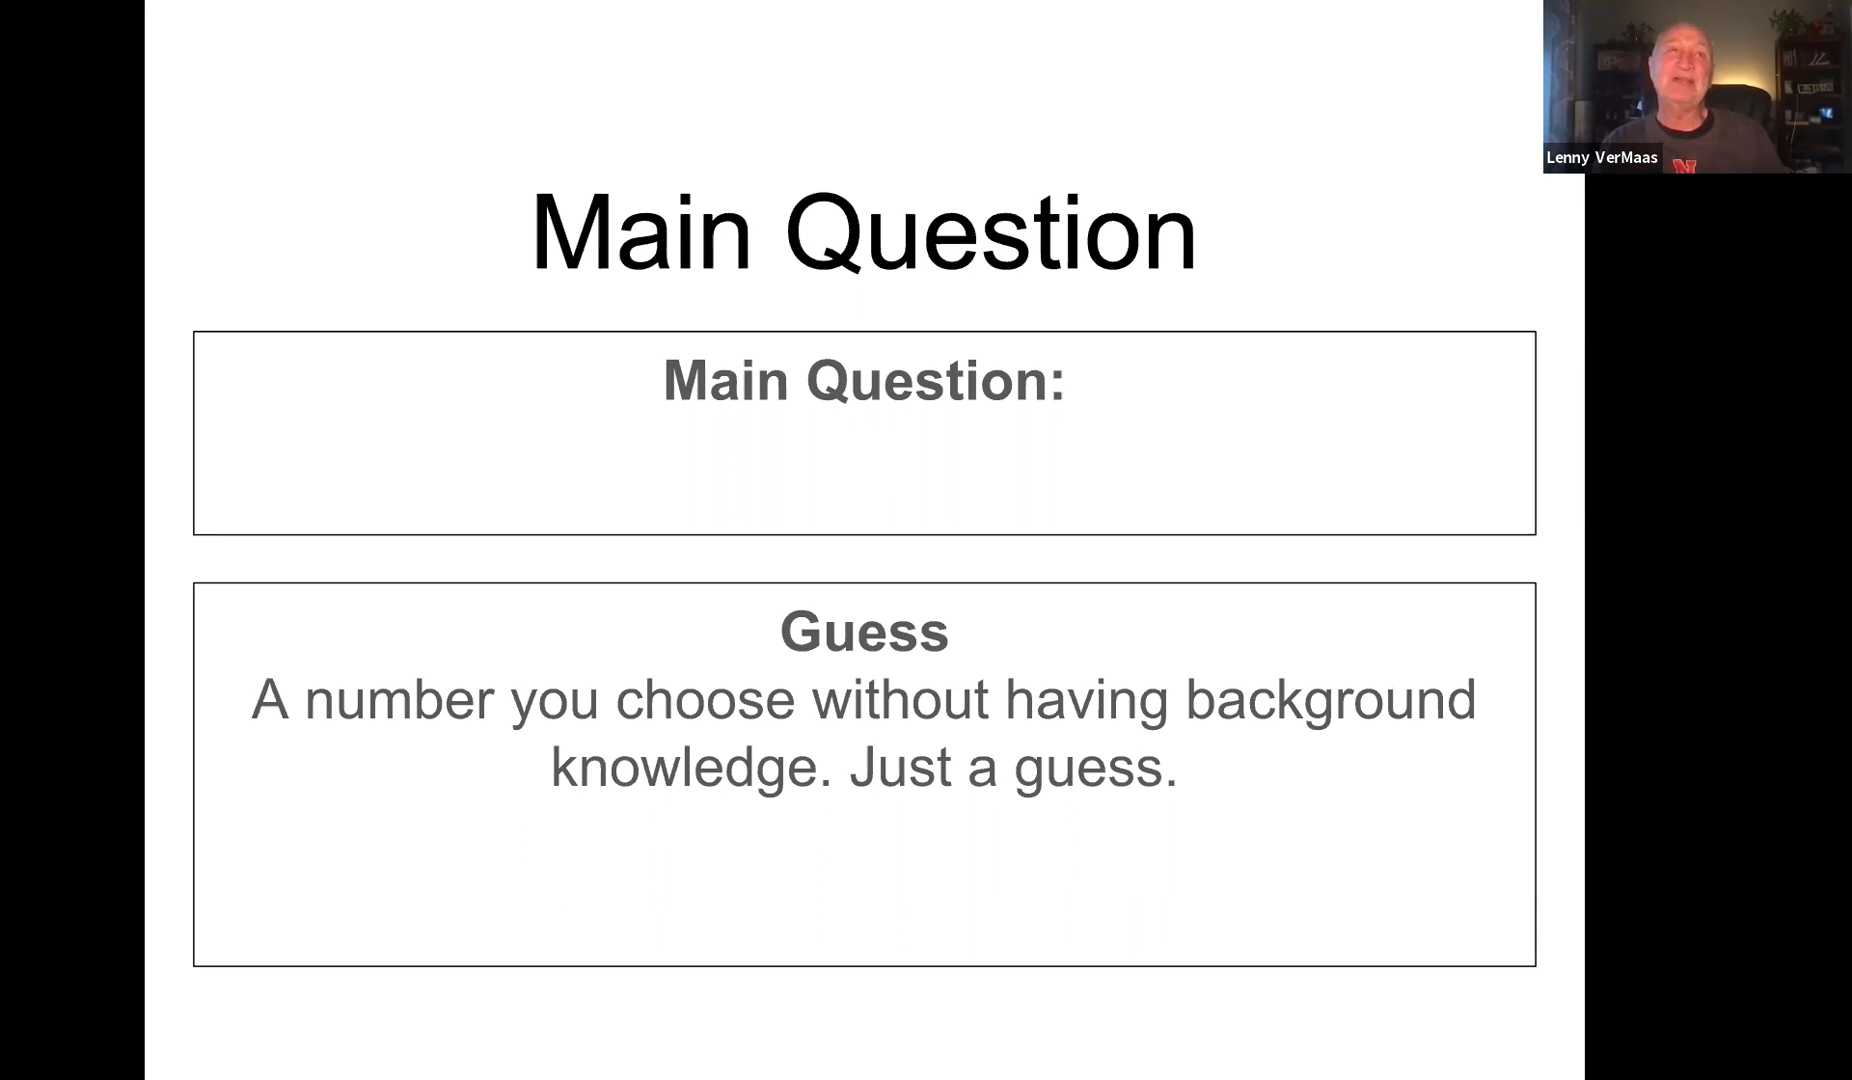 Main Question
Main Question:
Guess
A number you choose without having background
knowledge. Just a guess.
Lenny VerMaas
N